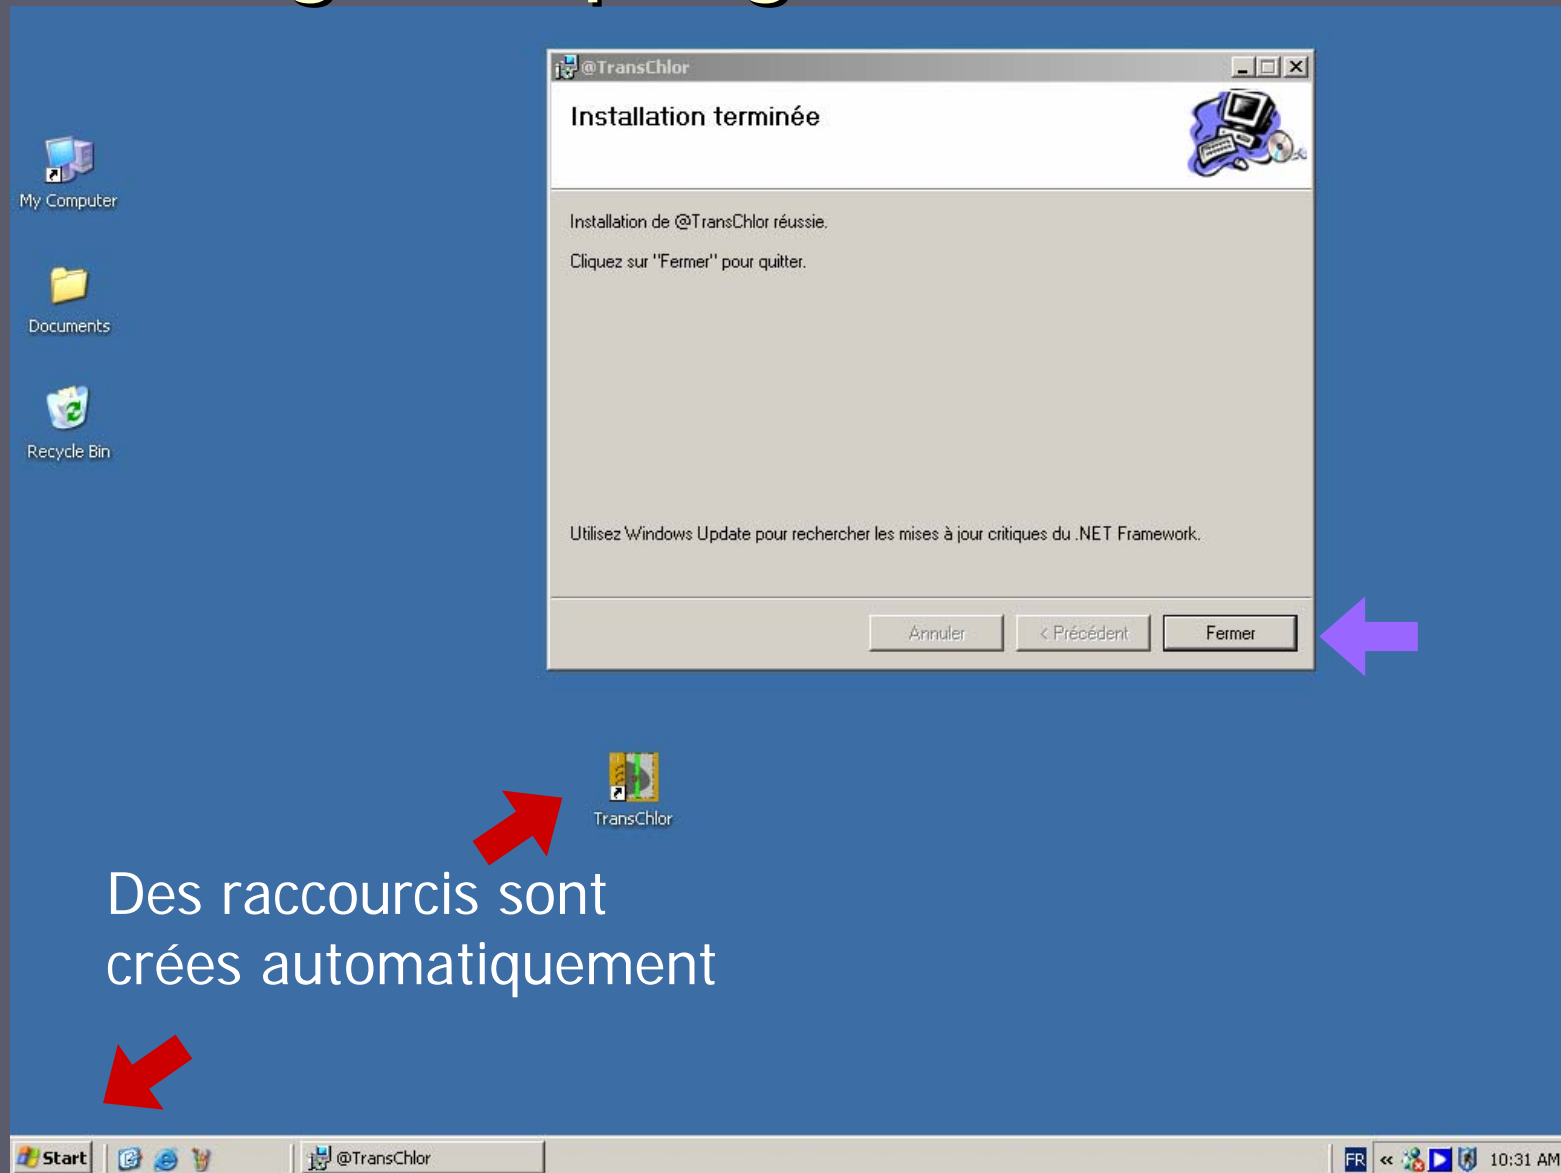 @TransChlor
Installation terminée
My Computer
Installation de @TransChlor réussie.
Cliquez sur "Fermer" pour quitter.
Documents
Recycle Bin
Utilisez Windows Update pour rechercher les mises à jour critiques du .NET Framework.
Annuler
< Précédent
Fermer
TransChlor
Des raccourcis sont
crées automatiquement
Start
@TransChlor
FR
«
10:31 AM